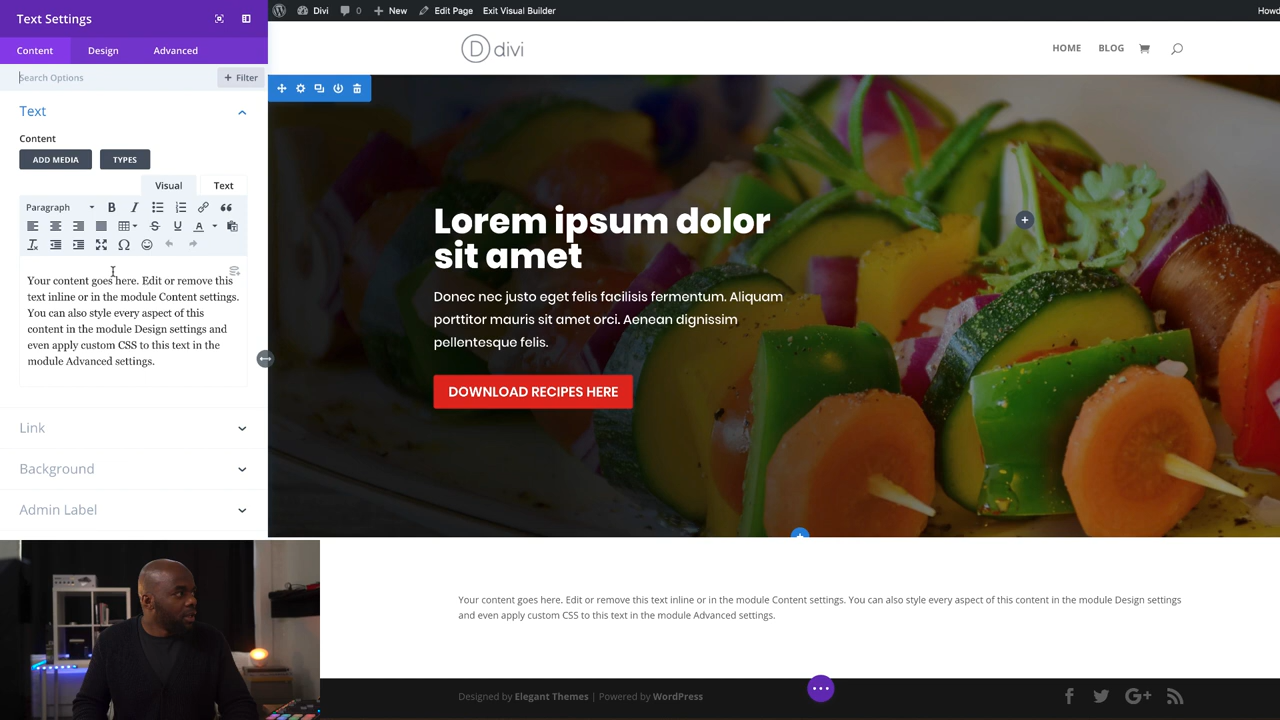 Text Settings
Divi
0
New
Edit Page
Exit Visual Builder
Howd
Content
Design
Advanced
Search Options
+ Filter
D divi
HOME
BLOG
Text
Content
ADD MEDIA
TYPES
Visual
Text
Paragraph
Your content goes here. Edit or remove this
text inline or in the module Content settings.
You can also style every aspect of this
content in the module Design settings and
even apply custom CSS to this text in the
module Advanced settings.
Link
Background
Admin Label
Lorem ipsum dolor
sit amet
Donec nec justo eget felis facilisis fermentum. Aliquam
porttitor mauris sit amet orci. Aenean dignissim
pellentesque felis.
DOWNLOAD RECIPES HERE
Your content goes here. Edit or remove this text inline or in the module Content settings. You can also style every aspect of this content in the module Design settings
and even apply custom CSS to this text in the module Advanced settings.
Designed by Elegant Themes | Powered by WordPress